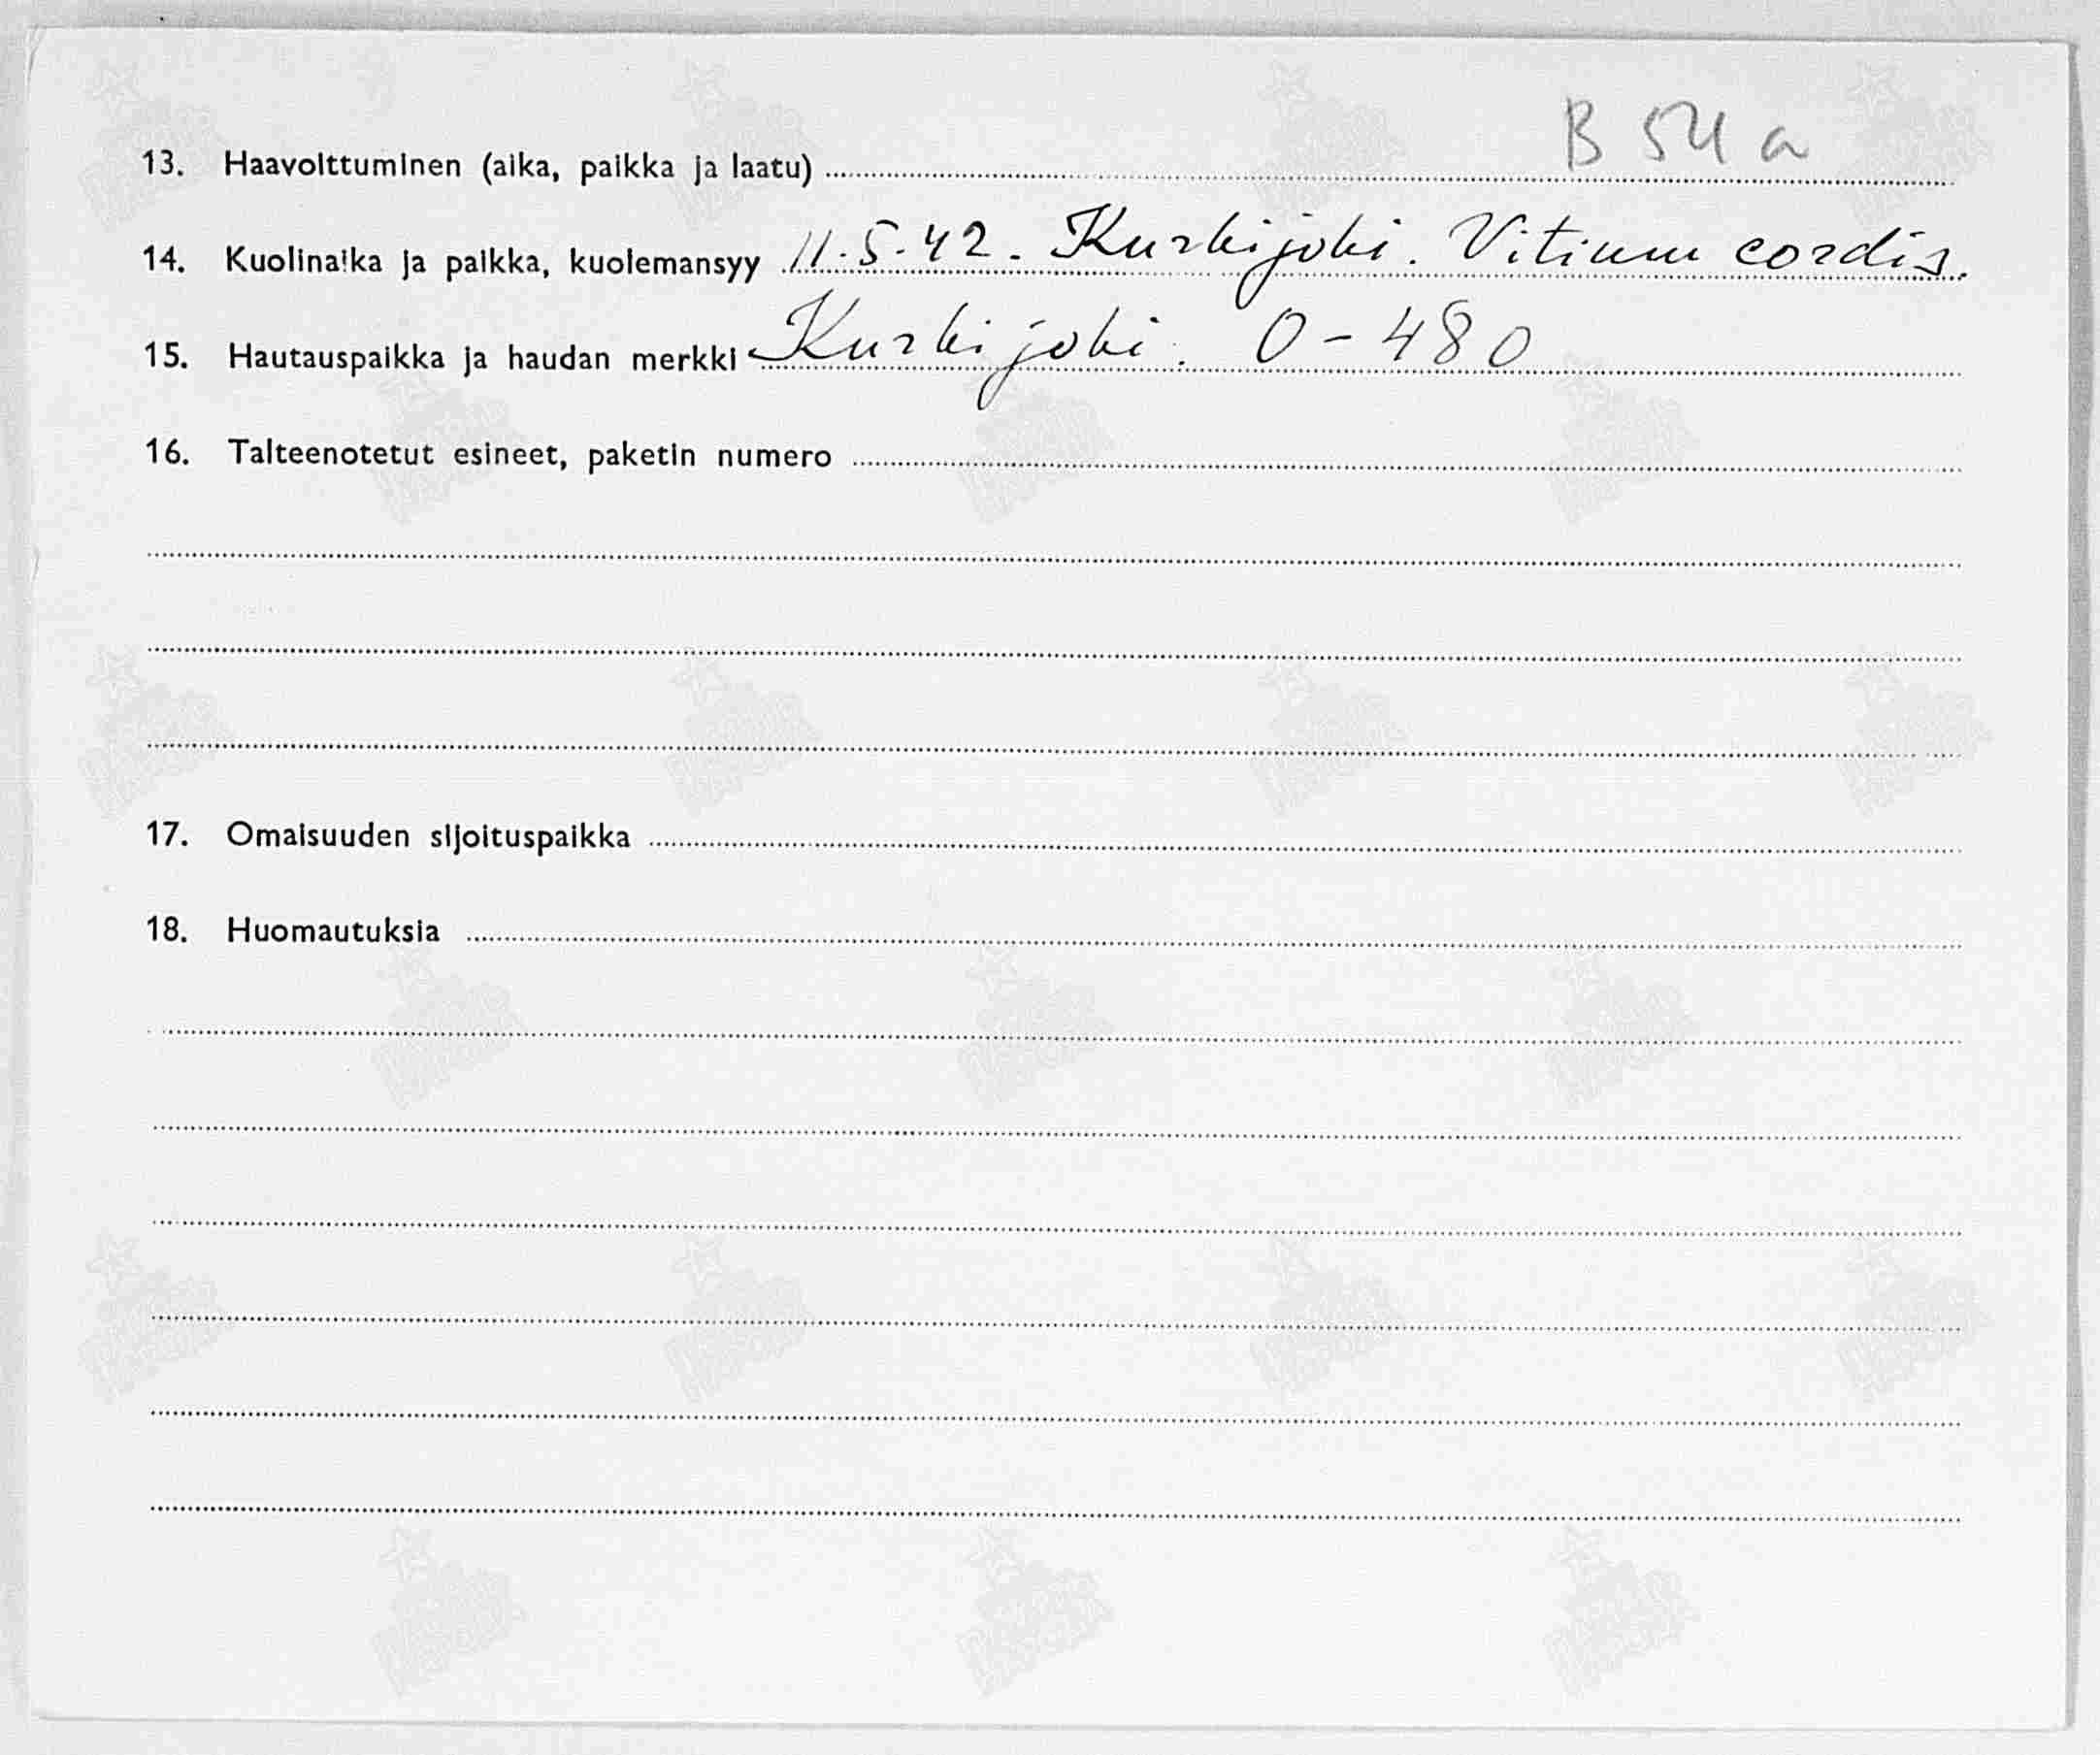 B 54 a
13. Haavoittuminen (aika, paikka ja laatu)
14. Kuolinaika ja paikka, kuolemansyy 11.5.42. Kurkijoki. Vitium cordis.
15. Hautauspaikka ja haudan merkki Kurkijoki. 0-480
16. Talteenotetut esineet, paketin numero
17. Omaisuuden sijoituspaikka
18. Huomautuksia